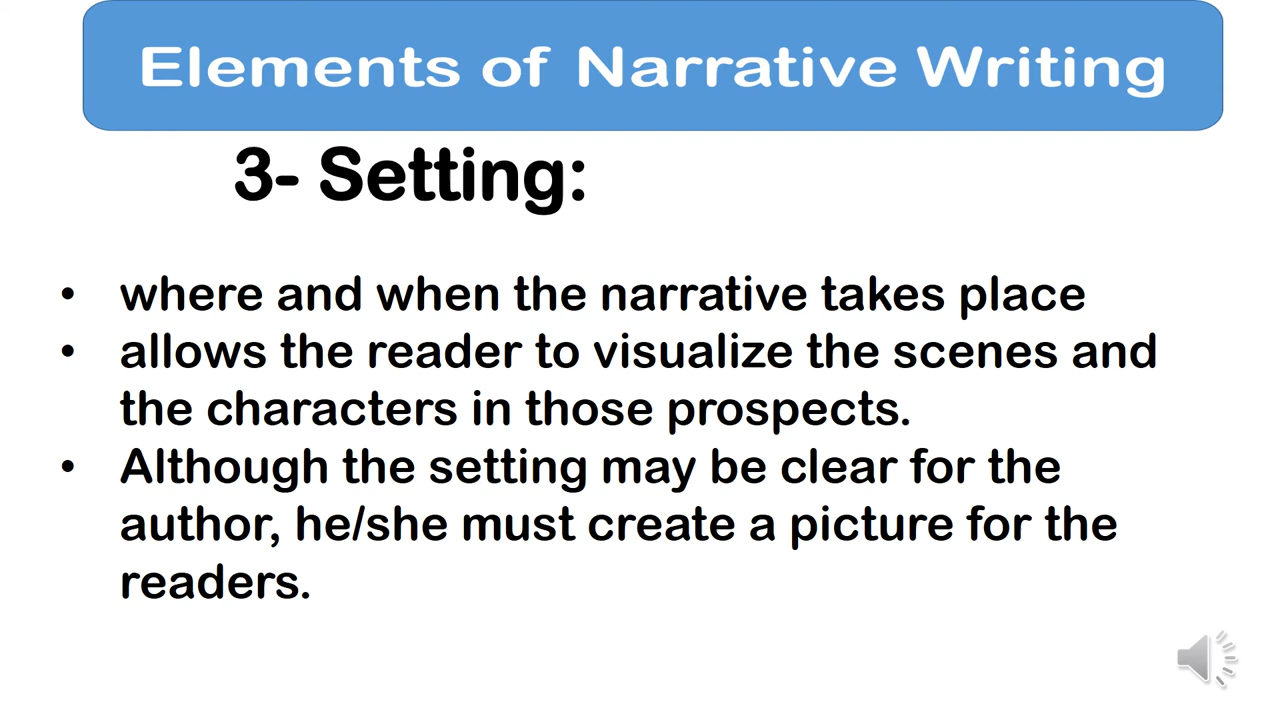 Elements of Narrative Writing
3- Setting:
• where and when the narrative takes place
• allows the reader to visualize the scenes and
the characters in those prospects.
• Although the setting may be clear for the
author, he/she must create a picture for the
readers.